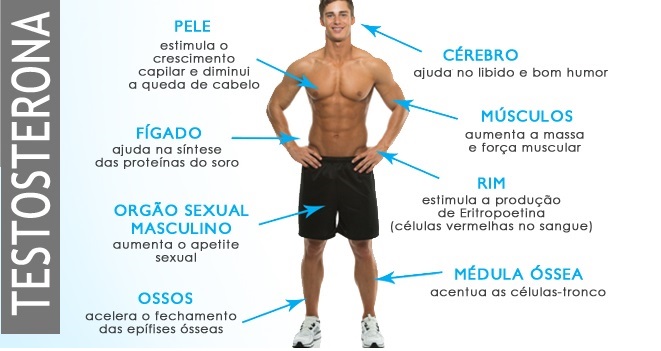 TESTOSTERONA
PELE
estimula o
crescimento
capilar e diminui
a queda de cabelo
FÍGADO
ajuda na síntese
das proteínas do soro
ORGÃO SEXUAL
MASCULINO
aumenta o apetite
sexual
OSSOS
acelera o fechamento
das epífises ósseas
CÉREBRO
ajuda no libido e bom humor
MÚSCULOS
aumenta a massa
e força muscular
RIM
estimula a produção
de Eritropoetina
(células vermelhas no sangue)
MÉDULA ÓSSEA
acentua as células-tronco